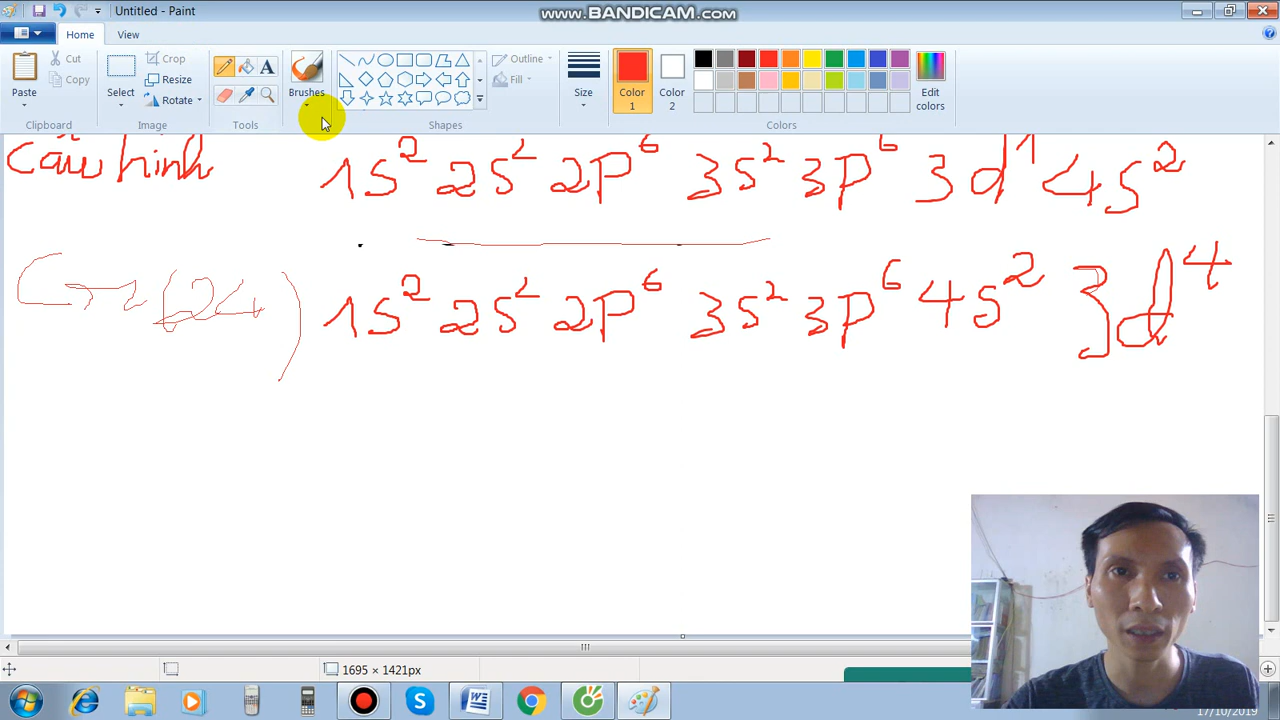 Untitled - Paint
WWW.BANDICAM.COM
Home View
Paste
Cut
Copy
Clipboard
Select
Crop
Resize
Rotate
Image
Tools
Brushes
Shapes
Outline
Fill
Size
Color 1
Color 2
Colors
Edit colors
Cấu hình 1s² 2s² 2p⁶ 3s² 3p⁶ 3d¹ 4s²
Cr (24) 1s² 2s² 2p⁶ 3s² 3p⁶ 4s² 3d⁴
1695 × 1421px
17/10/2019